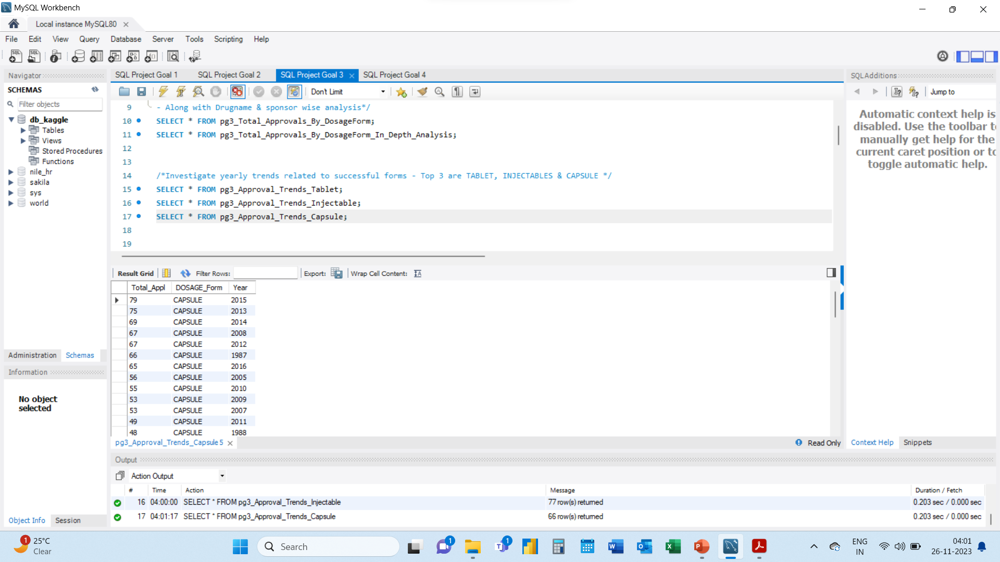 MySQL Workbench
Local instance MySQL80
File Edit View Query Database Server Tools Scripting Help
Navigator
SCHEMAS
Filter objects
db_kaggle
Tables
Views
Stored Procedures
Functions
nile_hr
sakila
sys
world
Administration Schemas
Information
No object
selected
Object Info Session
SQL Project Goal 1 SQL Project Goal 2 SQL Project Goal 3 SQL Project Goal 4
Don't Limit
9 - Along with Drugname & sponsor wise analysis*/
10 SELECT * FROM pg3_Total_Approvals_By_DosageForm;
11 SELECT * FROM pg3_Total_Approvals_By_DosageForm_In_Depth_Analysis;
12
13
14 /*Investigate yearly trends related to successful forms - Top 3 are TABLET, INJECTABLES & CAPSULE */
15 SELECT * FROM pg3_Approval_Trends_Tablet;
16 SELECT * FROM pg3_Approval_Trends_Injectable;
17 SELECT * FROM pg3_Approval_Trends_Capsule;
18
19
Result Grid Filter Rows: Export: Wrap Cell Content:
Total_Appl DOSAGE_Form Year
79 CAPSULE 2015
75 CAPSULE 2013
69 CAPSULE 2014
67 CAPSULE 2008
67 CAPSULE 2012
66 CAPSULE 1987
65 CAPSULE 2016
56 CAPSULE 2005
55 CAPSULE 2010
53 CAPSULE 2009
53 CAPSULE 2007
49 CAPSULE 2011
48 CAPSULE 1988
pg3_Approval_Trends_Capsule 5
Read Only
SQLAdditions
Jump to
Automatic context help is
disabled. Use the toolbar t
manually get help for the
current caret position or to
toggle automatic help.
Context Help Snippets
Output
Action Output
# Time Action Message Duration / Fetch
16 04:00:00 SELECT * FROM pg3_Approval_Trends_Injectable 77 row(s) returned 0.203 sec / 0.000 sec
17 04:01:17 SELECT * FROM pg3_Approval_Trends_Capsule 66 row(s) returned 0.203 sec / 0.000 sec
1
25°C
Clear
Search
1
1
ENG
IN
04:01
26-11-2023